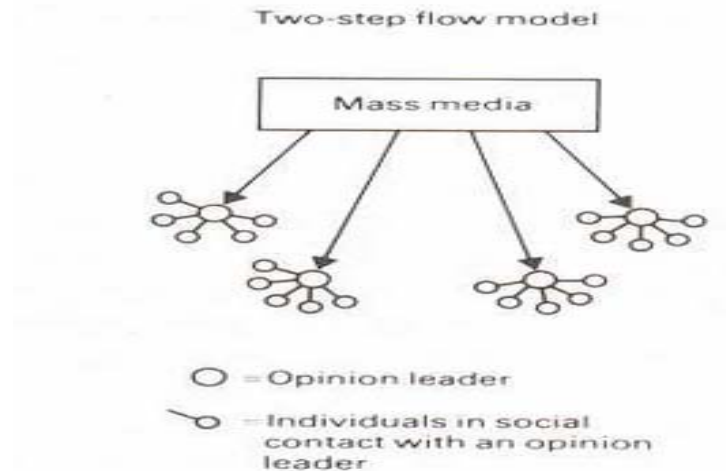 Two-step flow model
Mass media
= Opinion leader
= Individuals in social
contact with an opinion
leader